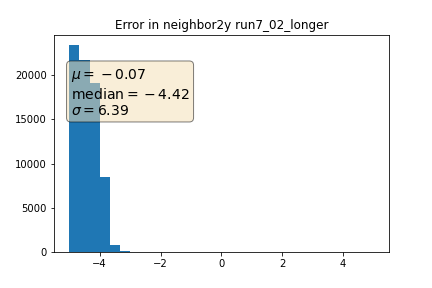 Error in neighbor2y run7_02_longer
20000
15000
10000
5000
0
μ = −0.07
median = −4.42
σ = 6.39
−4 −2 0 2 4